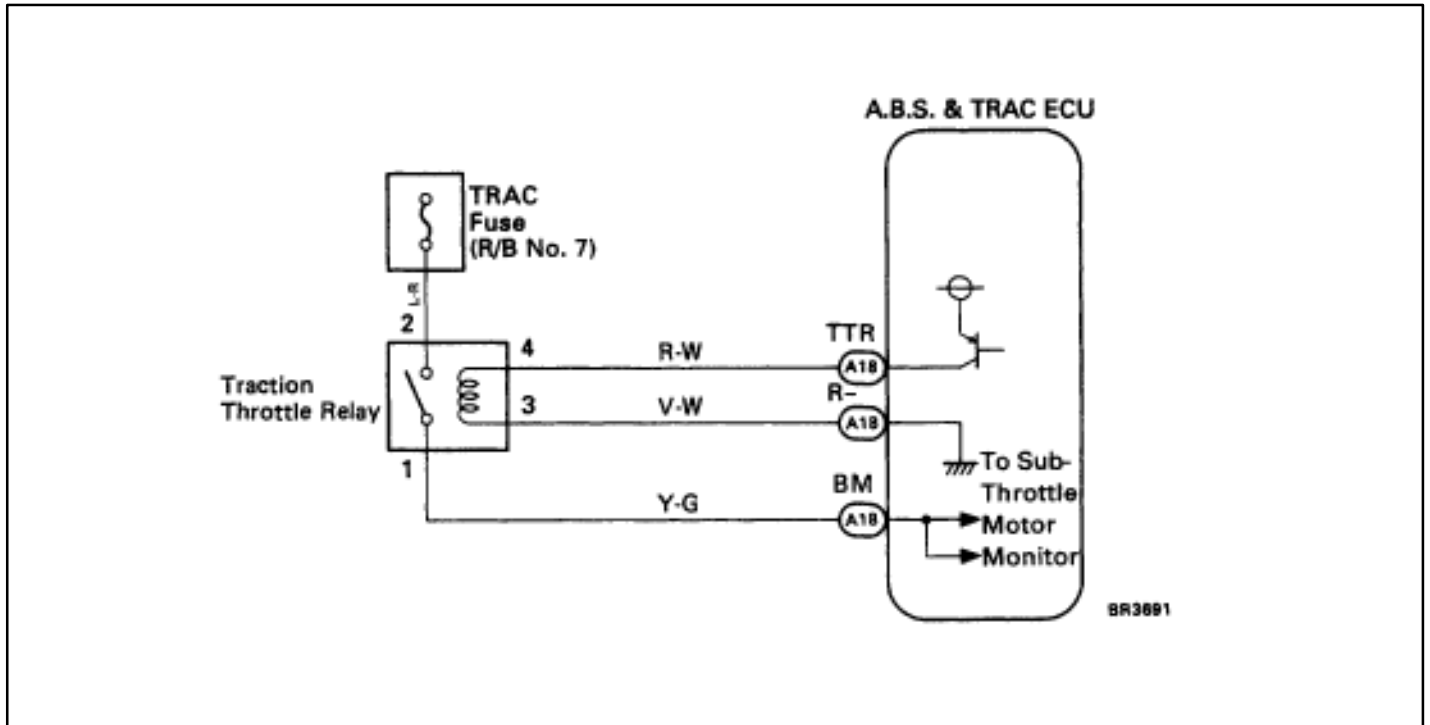 A.B.S. & TRAC ECU
TRAC
Fuse
(R/B No. 7)
L-R
2
Traction
Throttle Relay
4
R-W
TTR
A18
3
V-W
R-
A18
1
Y-G
BM
A18
To Sub-
Throttle
Motor
Monitor
BR3691